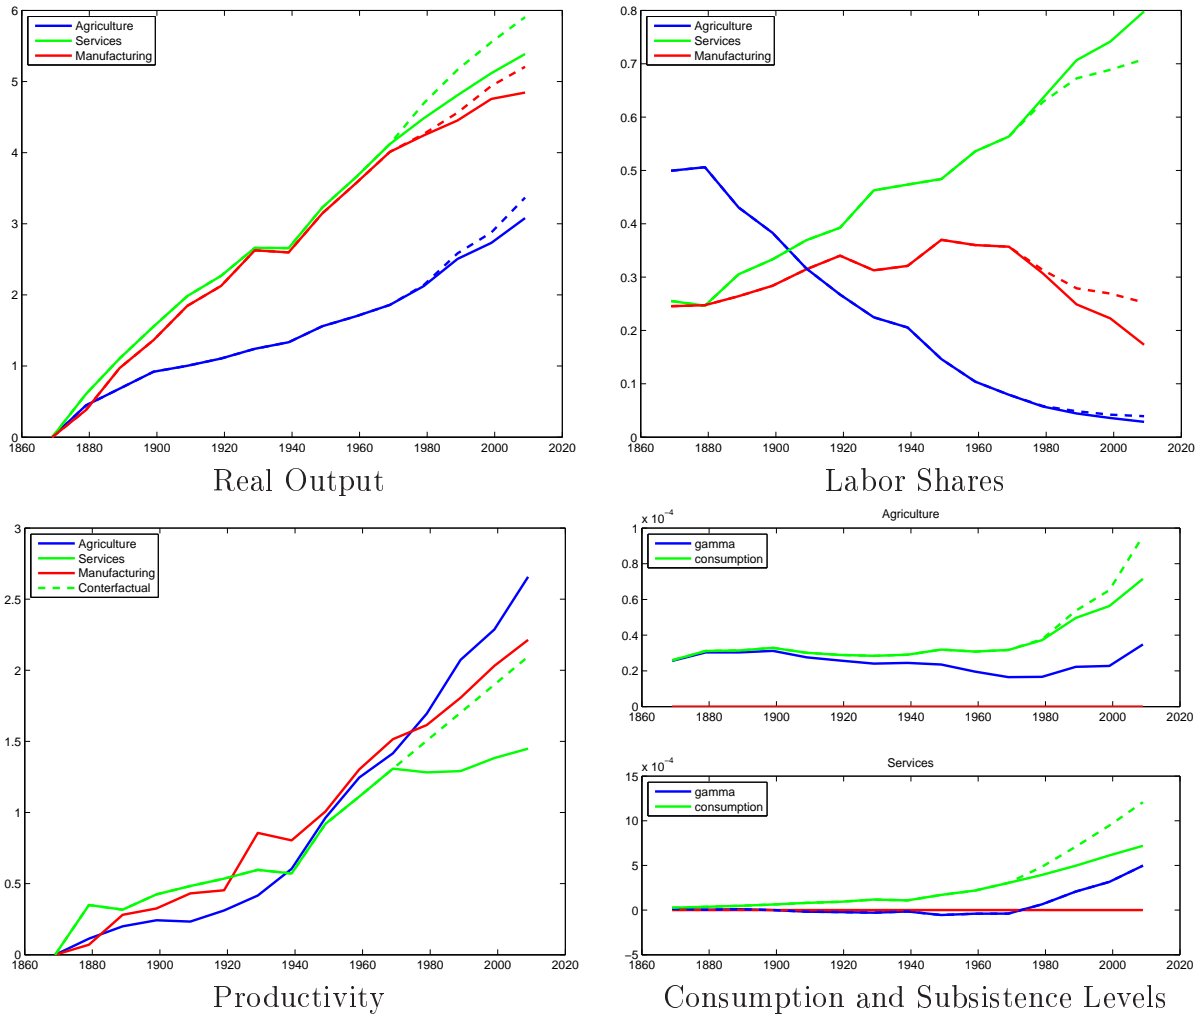 6
5
4
3
2
1
0
Agriculture
Services
Manufacturing
1860 1880 1900 1920 1940 1960 1980 2000 2020
Real Output
0.8
0.7
0.6
0.5
0.4
0.3
0.2
0.1
0
Agriculture
Services
Manufacturing
1860 1880 1900 1920 1940 1960 1980 2000 2020
Labor Shares
3
2.5
2
1.5
1
0.5
0
Agriculture
Services
Manufacturing
Conterfactual
1860 1880 1900 1920 1940 1960 1980 2000 2020
Productivity
Agriculture
x 10⁻⁴
1
0.8
0.6
0.4
0.2
0
gamma
consumption
1860 1880 1900 1920 1940 1960 1980 2000 2020
Services
x 10⁻⁴
15
10
5
0
−5
gamma
consumption
1860 1880 1900 1920 1940 1960 1980 2000 2020
Consumption and Subsistence Levels